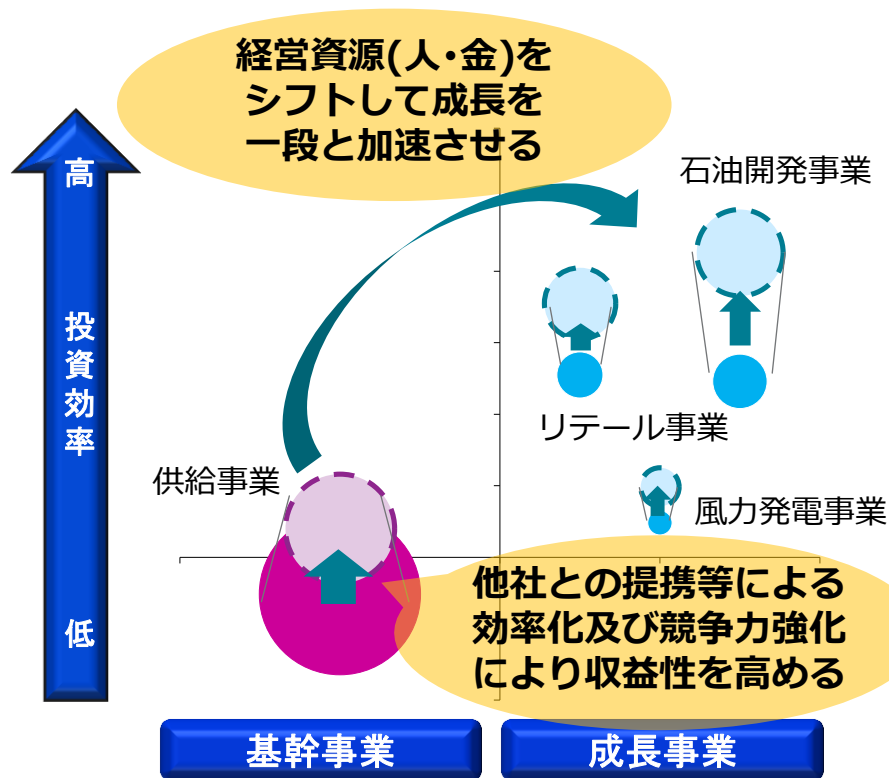 経営資源(人・金)を
シフトして成長を
一段と加速させる
高
投資効率
低
石油開発事業
リテール事業
供給事業
風力発電事業
他社との提携等による
効率化及び競争力強化
により収益性を高める
基幹事業
成長事業